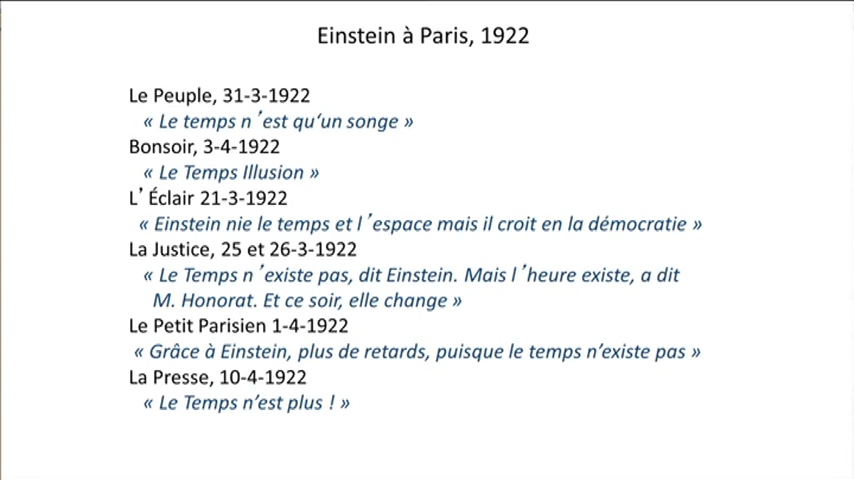 Einstein à Paris, 1922
Le Peuple, 31-3-1922
« Le temps n’est qu‘un songe »
Bonsoir, 3-4-1922
« Le Temps Illusion »
L’Éclair 21-3-1922
« Einstein nie le temps et l’espace mais il croit en la démocratie »
La Justice, 25 et 26-3-1922
« Le Temps n’existe pas, dit Einstein. Mais l’heure existe, a dit
M. Honorat. Et ce soir, elle change »
Le Petit Parisien 1-4-1922
« Grâce à Einstein, plus de retards, puisque le temps n’existe pas »
La Presse, 10-4-1922
« Le Temps n’est plus ! »